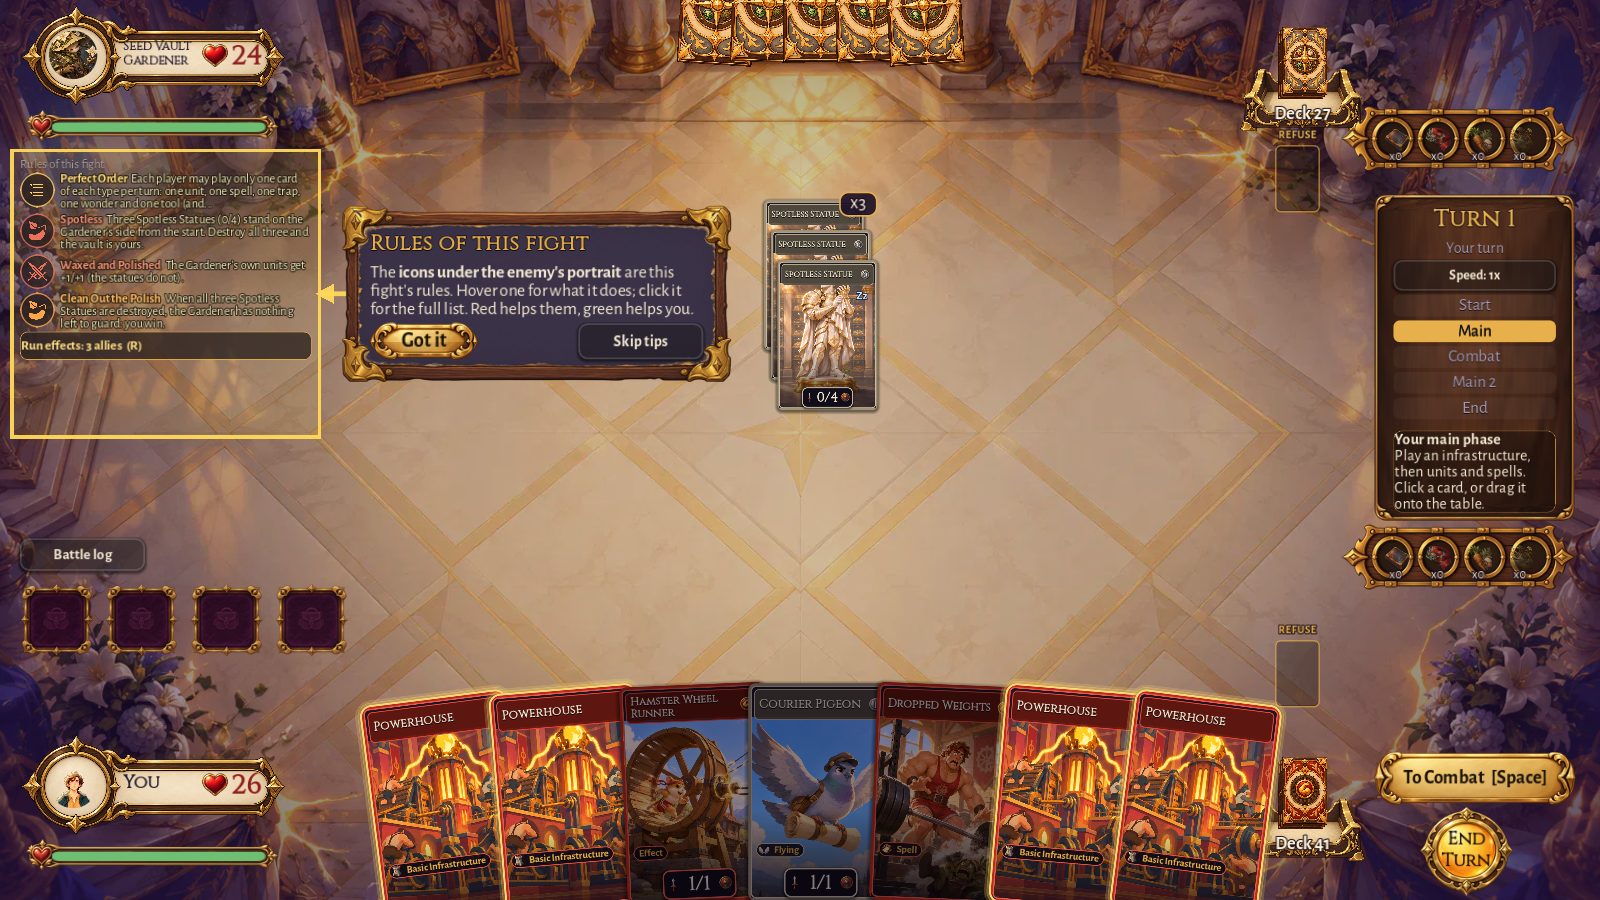 SEED VAULT
GARDENER
24
Rules of this fight
Perfect Order Each player may play only one card
of each type per turn: one unit, one spell, one trap,
one wonder and one tool (and...
Spotless Three Spotless Statues (0/4) stand on the
Gardener's side from the start. Destroy all three and
the vault is yours.
Waxed and Polished The Gardener's own units get
+1/+1 (the statues do not).
Clean Out the Polish When all three Spotless
Statues are destroyed, the Gardener has nothing
left to guard: you win.
Run effects: 3 allies (R)
RULES OF THIS FIGHT
The icons under the enemy's portrait are this
fight's rules. Hover one for what it does; click it
for the full list. Red helps them, green helps you.
Got it
Skip tips
X3
SPOTLESS STATUE
SPOTLESS STATUE
SPOTLESS STATUE
Zz
0/4
Deck 27
REFUSE
x0
x0
x0
x0
TURN 1
Your turn
Speed: 1x
Start
Main
Combat
Main 2
End
Your main phase
Play an infrastructure,
then units and spells.
Click a card, or drag it
onto the table.
x0
x0
x0
x0
Battle log
REFUSE
YOU
26
POWERHOUSE
Basic Infrastructure
POWERHOUSE
Basic Infrastructure
HAMSTER WHEEL
RUNNER
Effect
1/1
COURIER PIGEON
Flying
1/1
DROPPED WEIGHTS
Spell
POWERHOUSE
Basic Infrastructure
POWERHOUSE
Basic Infrastructure
Deck 41
To Combat [Space]
END
TURN